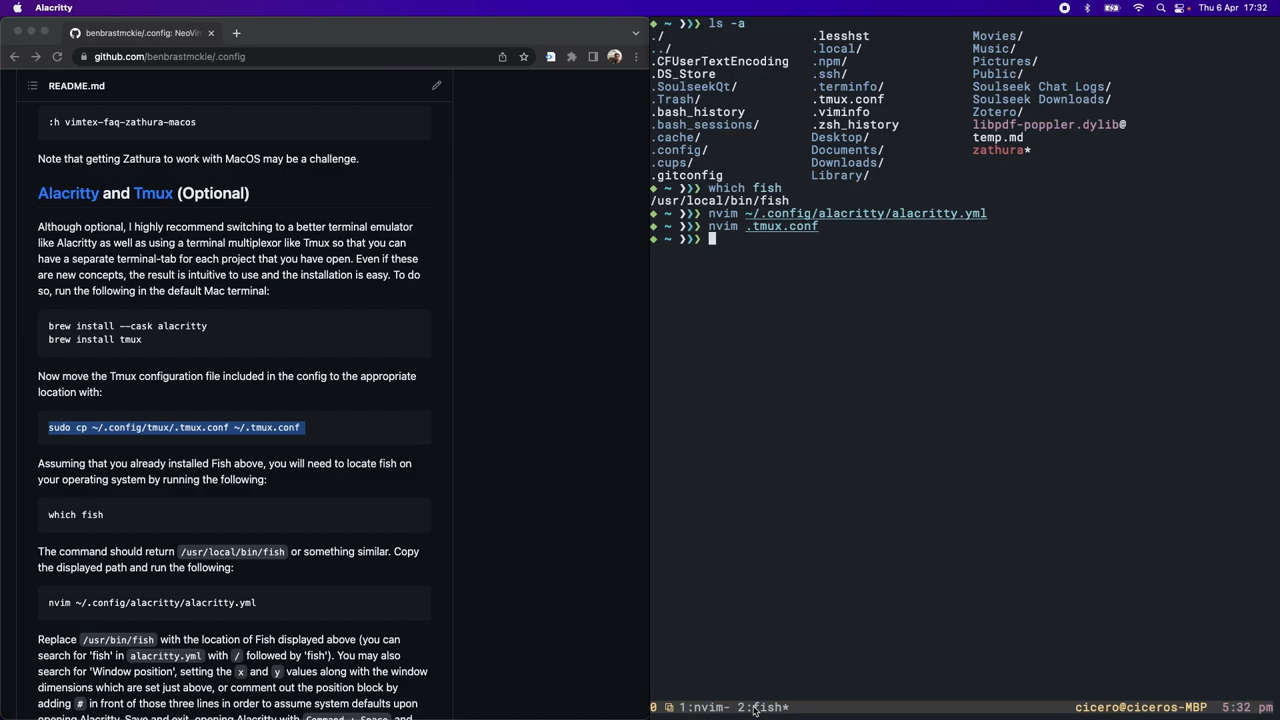 Alacritty
Thu 6 Apr 17:32
benbrastmckie/.config: NeoVi
github.com/benbrastmckie/.config
README.md
:h vimtex-faq-zathura-macos
Note that getting Zathura to work with MacOS may be a challenge.
Alacritty and Tmux (Optional)
Although optional, I highly recommend switching to a better terminal emulator
like Alacritty as well as using a terminal multiplexor like Tmux so that you can
have a separate terminal-tab for each project that you have open. Even if these
are new concepts, the result is intuitive to use and the installation is easy. To do
so, run the following in the default Mac terminal:
brew install --cask alacritty
brew install tmux
Now move the Tmux configuration file included in the config to the appropriate
location with:
sudo cp ~/.config/tmux/.tmux.conf ~/.tmux.conf
Assuming that you already installed Fish above, you will need to locate fish on
your operating system by running the following:
which fish
The command should return /usr/local/bin/fish or something similar. Copy
the displayed path and run the following:
nvim ~/.config/alacritty/alacritty.yml
Replace /usr/bin/fish with the location of Fish displayed above (you can
search for 'fish' in alacritty.yml with / followed by 'fish'). You may also
search for 'Window position', setting the x and y values along with the window
dimensions which are set just above, or comment out the position block by
adding # in front of those three lines in order to assume system defaults upon
opening Alacritty. Save and exit, opening Alacritty with Command + Space and
~ ❯❯❯ ls -a
./ .lesshst Movies/
../ .local/ Music/
.CFUserTextEncoding .npm/ Pictures/
.DS_Store .ssh/ Public/
.SoulseekQt/ .terminfo/ Soulseek Chat Logs/
.Trash/ .tmux.conf Soulseek Downloads/
.bash_history .viminfo Zotero/
.bash_sessions/ .zsh_history libpdf-poppler.dylib@
.cache/ Desktop/ temp.md
.config/ Documents/ zathura*
.cups/ Downloads/
.gitconfig Library/
~ ❯❯❯ which fish
/usr/local/bin/fish
~ ❯❯❯ nvim ~/.config/alacritty/alacritty.yml
~ ❯❯❯ nvim .tmux.conf
~ ❯❯❯
0 1:nvim- 2:fish* cicero@ciceros-MBP 5:32 pm